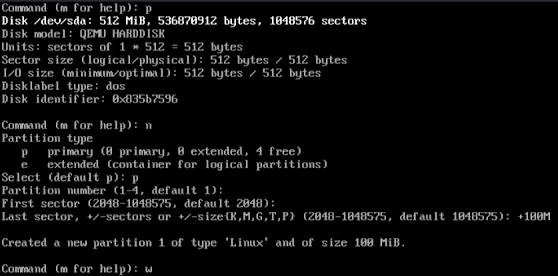 Command (m for help): p
Disk /dev/sda: 512 MiB, 536870912 bytes, 1048576 sectors
Disk model: QEMU HARDDISK
Units: sectors of 1 * 512 = 512 bytes
Sector size (logical/physical): 512 bytes / 512 bytes
I/O size (minimum/optimal): 512 bytes / 512 bytes
Disklabel type: dos
Disk identifier: 0x835b7596

Command (m for help): n
Partition type
   p   primary (0 primary, 0 extended, 4 free)
   e   extended (container for logical partitions)
Select (default p): p
Partition number (1-4, default 1):
First sector (2048-1048575, default 2048):
Last sector, +/-sectors or +/-size{K,M,G,T,P} (2048-1048575, default 1048575): +100M

Created a new partition 1 of type 'Linux' and of size 100 MiB.

Command (m for help): w